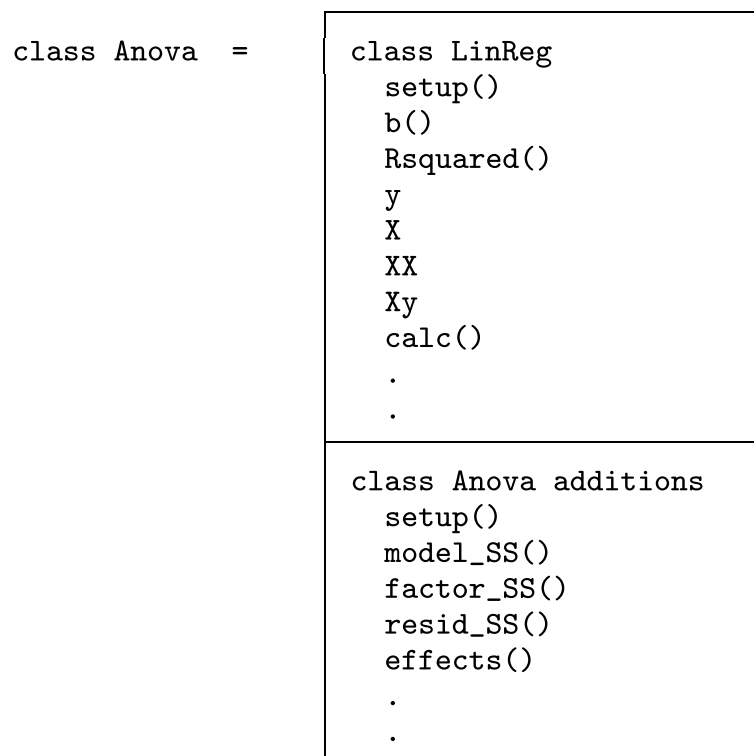 class Anova = class LinReg
setup()
b()
Rsquared()
y
X
XX
Xy
calc()
.
.
class Anova additions
setup()
model_SS()
factor_SS()
resid_SS()
effects()
.
.